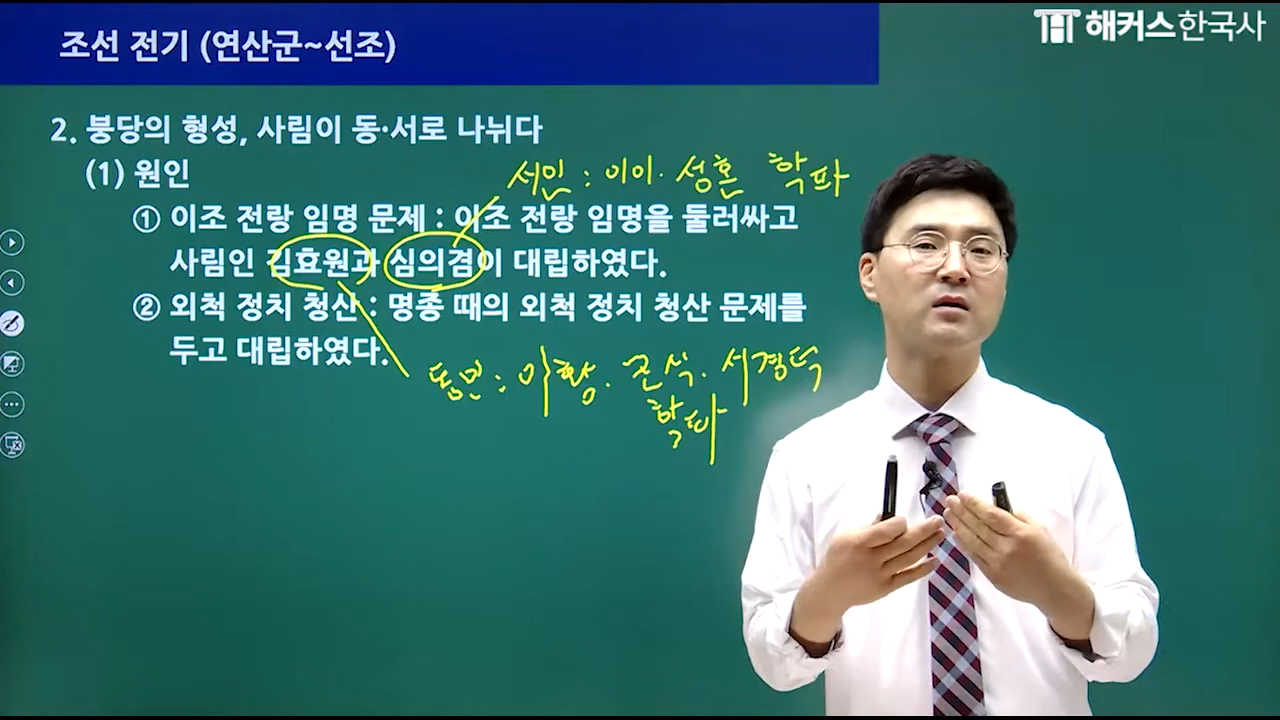 조선 전기 (연산군~선조)
해커스한국사
2. 붕당의 형성, 사림이 동·서로 나뉘다
(1) 원인
서인 : 이이· 성혼 학파
① 이조 전랑 임명 문제 : 이조 전랑 임명을 둘러싸고
사림인 김효원과 심의겸이 대립하였다.
② 외척 정치 청산 : 명종 때의 외척 정치 청산 문제를
두고 대립하였다.
동인 : 이황. 조식. 서경덕
학파